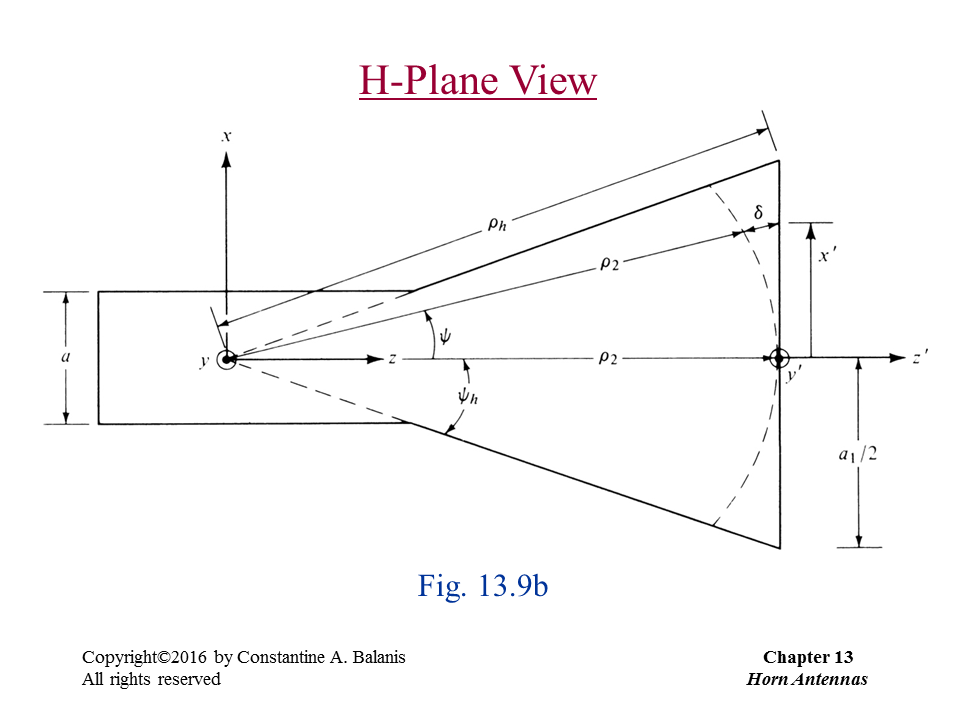 H-Plane View
x
ρh
δ
x'
ρ2
a
ψ
y
z
ρ2
z'
y'
ψh
a1/2
Fig. 13.9b
Copyright©2016 by Constantine A. Balanis
All rights reserved
Chapter 13
Horn Antennas